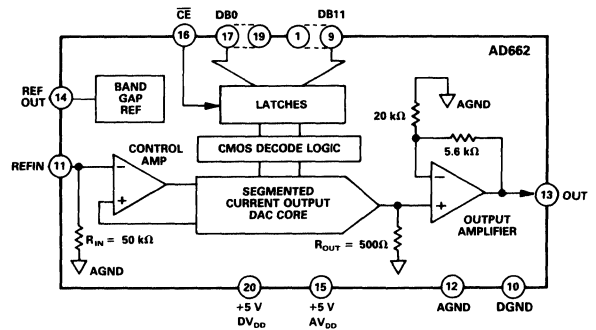 CE DB0 DB11
16 17 19 1 9
AD662
REF
OUT
14
BAND
GAP
REF
LATCHES
AGND
20 kΩ
5.6 kΩ
CMOS DECODE LOGIC
CONTROL
AMP
REFIN 11
−
+
SEGMENTED
CURRENT OUTPUT
DAC CORE
−
+
13 OUT
OUTPUT
AMPLIFIER
RIN = 50 kΩ
ROUT = 500Ω
AGND
20 15 12 10
+5 V +5 V AGND DGND
DVDD AVDD